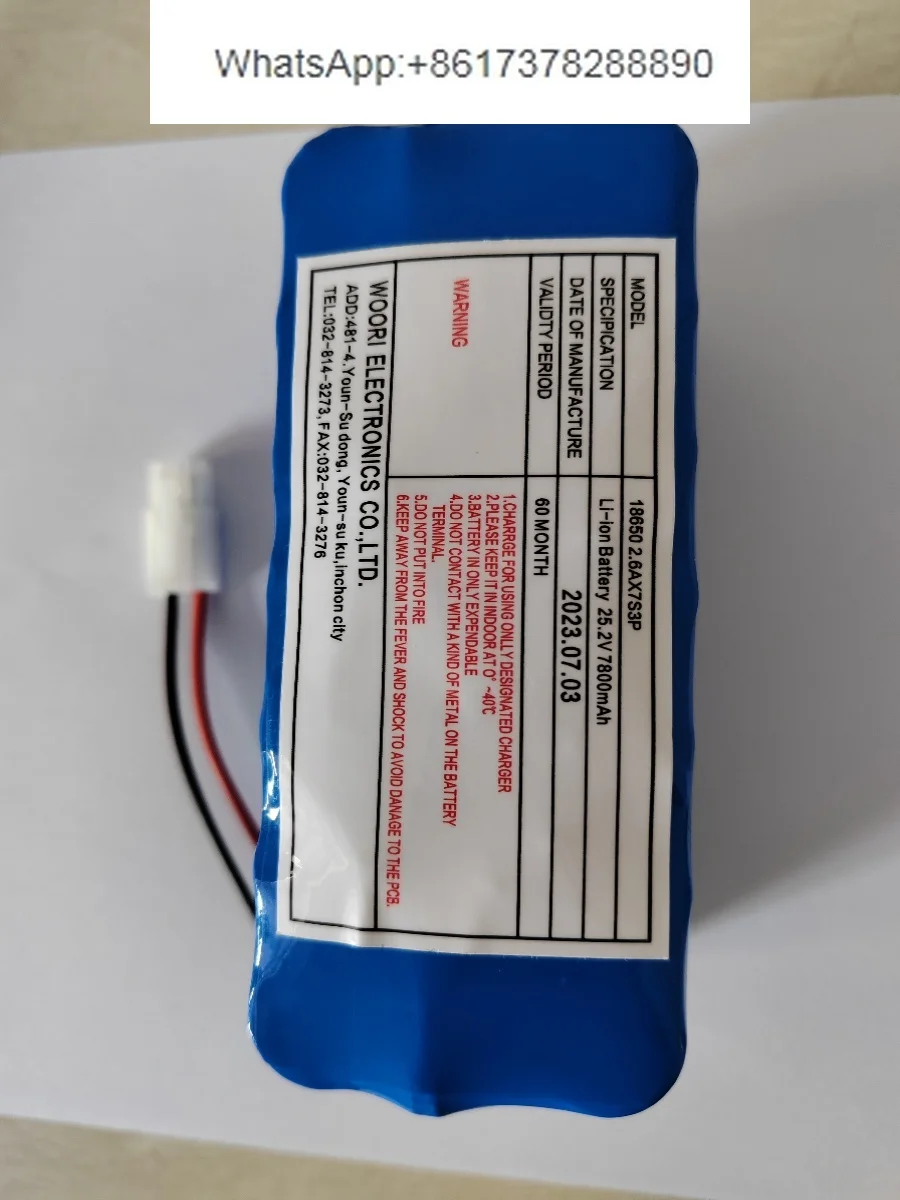 WhatsApp:+8617378288890
MODEL 18650 2.6AX7S3P
SPECIPICATION Li-ion Battery 25.2V 7800mAh
DATE OF MANUFACTURE 2023.07.03
VALIDTY PERIOD 60 MONTH
WARNING
1.CHARRGE FOR USING ONLLY DESIGNATED CHARGER
2.PLEASE KEEP IT IN INDOOR AT 0° ~40℃
3.BATTERY IN ONLY EXPENDABLE
4.DO NOT CONTACT WITH A KIND OF METAL ON THE BATTERY
TERMINAL.
5.DO NOT PUT INTO FIRE
6.KEEP AWAY FROM THE FEVER AND SHOCK TO AVOID DANAGE TO THE PCB.
WOORI ELECTRONICS CO.,LTD.
ADD:481-4,Youn-Su dong, Youn-su ku,Inchon city
TEL:032-814-3273, FAX:032-814-3276